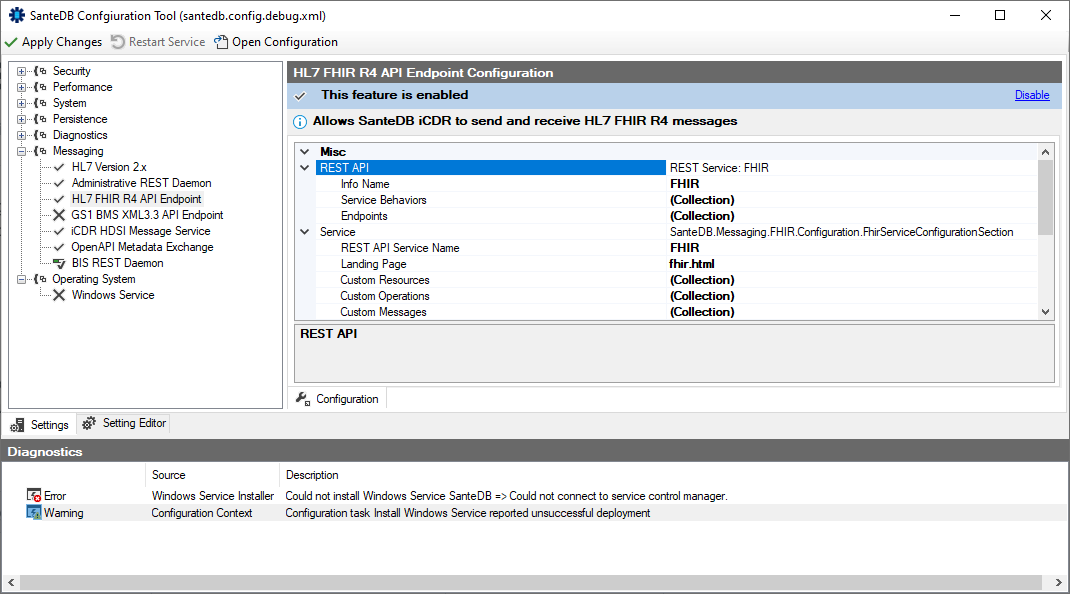 SanteDB Confgiuration Tool (santedb.config.debug.xml)
Apply Changes Restart Service Open Configuration
Security
Performance
System
Persistence
Diagnostics
Messaging
HL7 Version 2.x
Administrative REST Daemon
HL7 FHIR R4 API Endpoint
GS1 BMS XML3.3 API Endpoint
iCDR HDSI Message Service
OpenAPI Metadata Exchange
BIS REST Daemon
Operating System
Windows Service
HL7 FHIR R4 API Endpoint Configuration
This feature is enabled Disable
Allows SanteDB iCDR to send and receive HL7 FHIR R4 messages
Misc
REST API REST Service: FHIR
Info Name FHIR
Service Behaviors (Collection)
Endpoints (Collection)
Service SanteDB.Messaging.FHIR.Configuration.FhirServiceConfigurationSection
REST API Service Name FHIR
Landing Page fhir.html
Custom Resources (Collection)
Custom Operations (Collection)
Custom Messages (Collection)
REST API
Configuration
Settings Setting Editor
Diagnostics
Source Description
Error Windows Service Installer Could not install Windows Service SanteDB => Could not connect to service control manager.
Warning Configuration Context Configuration task Install Windows Service reported unsuccessful deployment